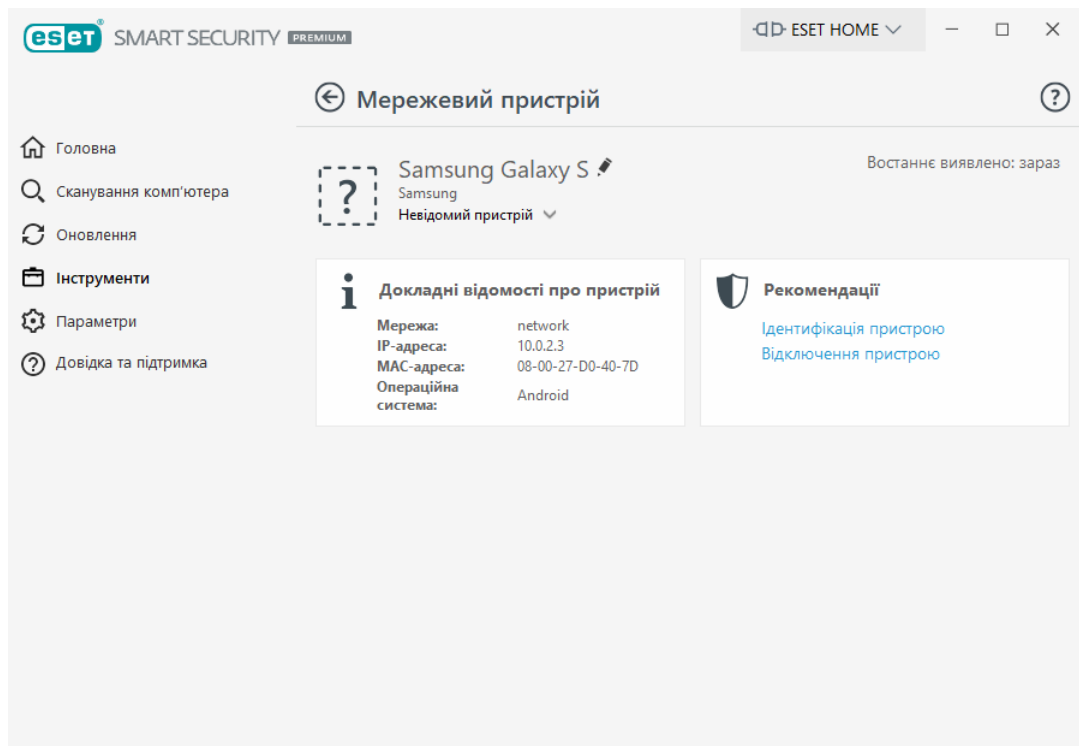 eset® SMART SECURITY PREMIUM
ESET HOME
Мережевий пристрій
?
Головна
Сканування комп'ютера
Оновлення
Інструменти
Параметри
Довідка та підтримка
?
Samsung Galaxy S
Samsung
Невідомий пристрій
Востаннє виявлено: зараз
Докладні відомості про пристрій
Мережа: network
IP-адреса: 10.0.2.3
MAC-адреса: 08-00-27-D0-40-7D
Операційна
система: Android
Рекомендації
Ідентифікація пристрою
Відключення пристрою